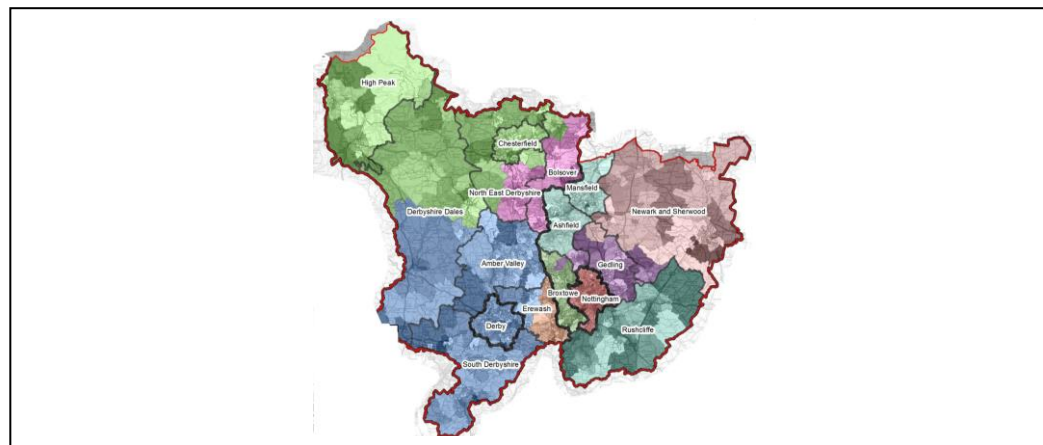 High Peak
Chesterfield
Bolsover
North East Derbyshire
Mansfield
Derbyshire Dales
Newark and Sherwood
Ashfield
Amber Valley
Gedling
Broxtowe
Nottingham
Erewash
Derby
Rushcliffe
South Derbyshire